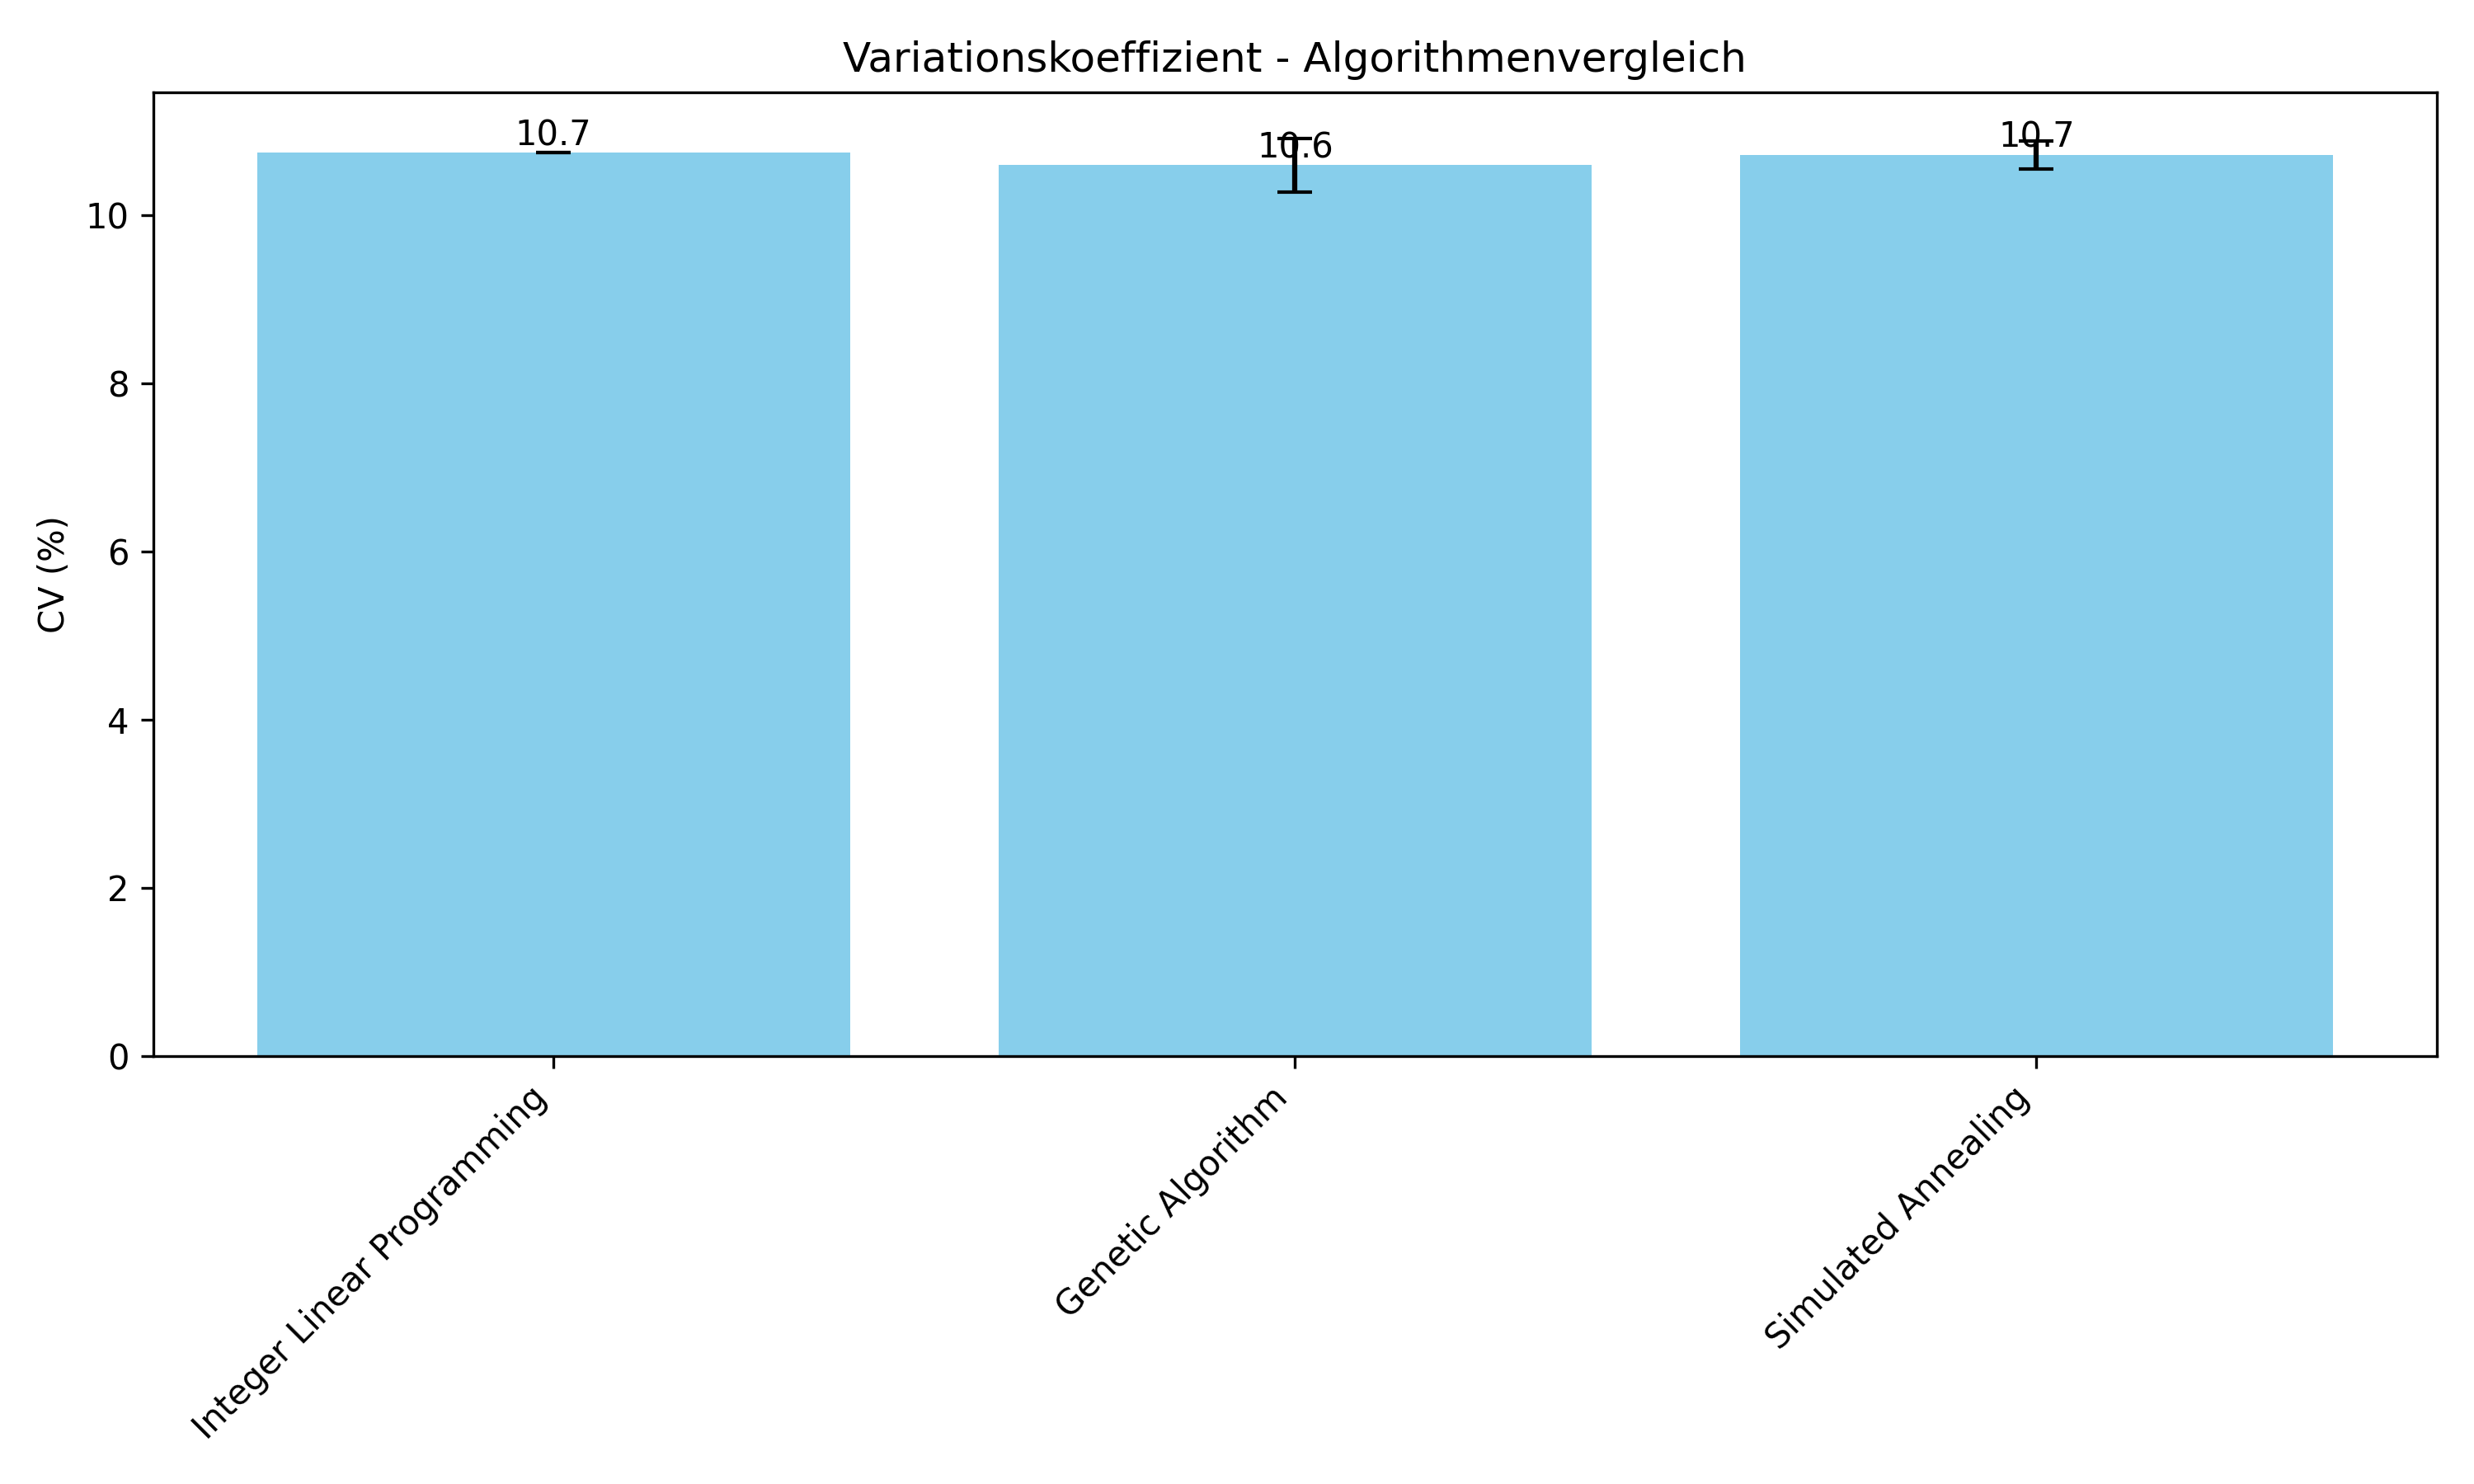 Variationskoeffizient - Algorithmenvergleich
10.7
10.6
10.7
10
8
6
4
2
0
CV (%)
Integer Linear Programming
Genetic Algorithm
Simulated Annealing